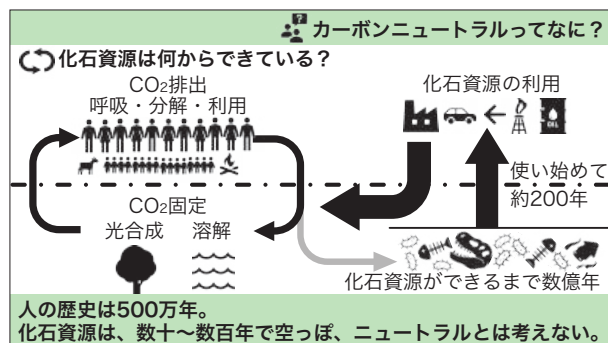 カーボンニュートラルってなに？
化石資源は何からできている？
CO₂排出
呼吸・分解・利用
化石資源の利用
OIL
使い始めて
約200年
CO₂固定
光合成 溶解
化石資源ができるまで数億年
人の歴史は500万年。
化石資源は、数十～数百年で空っぽ、ニュートラルとは考えない。